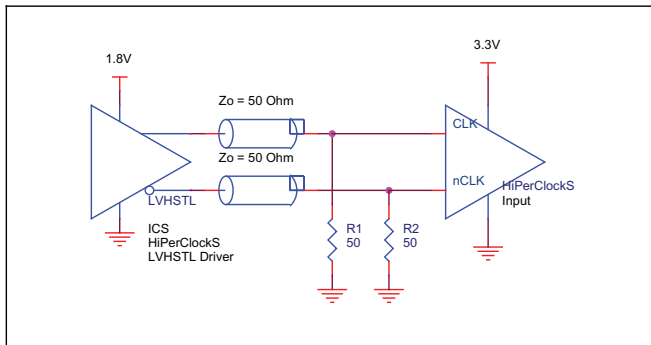 1.8V
3.3V
Zo = 50 Ohm
CLK
Zo = 50 Ohm
nCLK
HiPerClockS
Input
LVHSTL
ICS
HiPerClockS
LVHSTL Driver
R1
50
R2
50